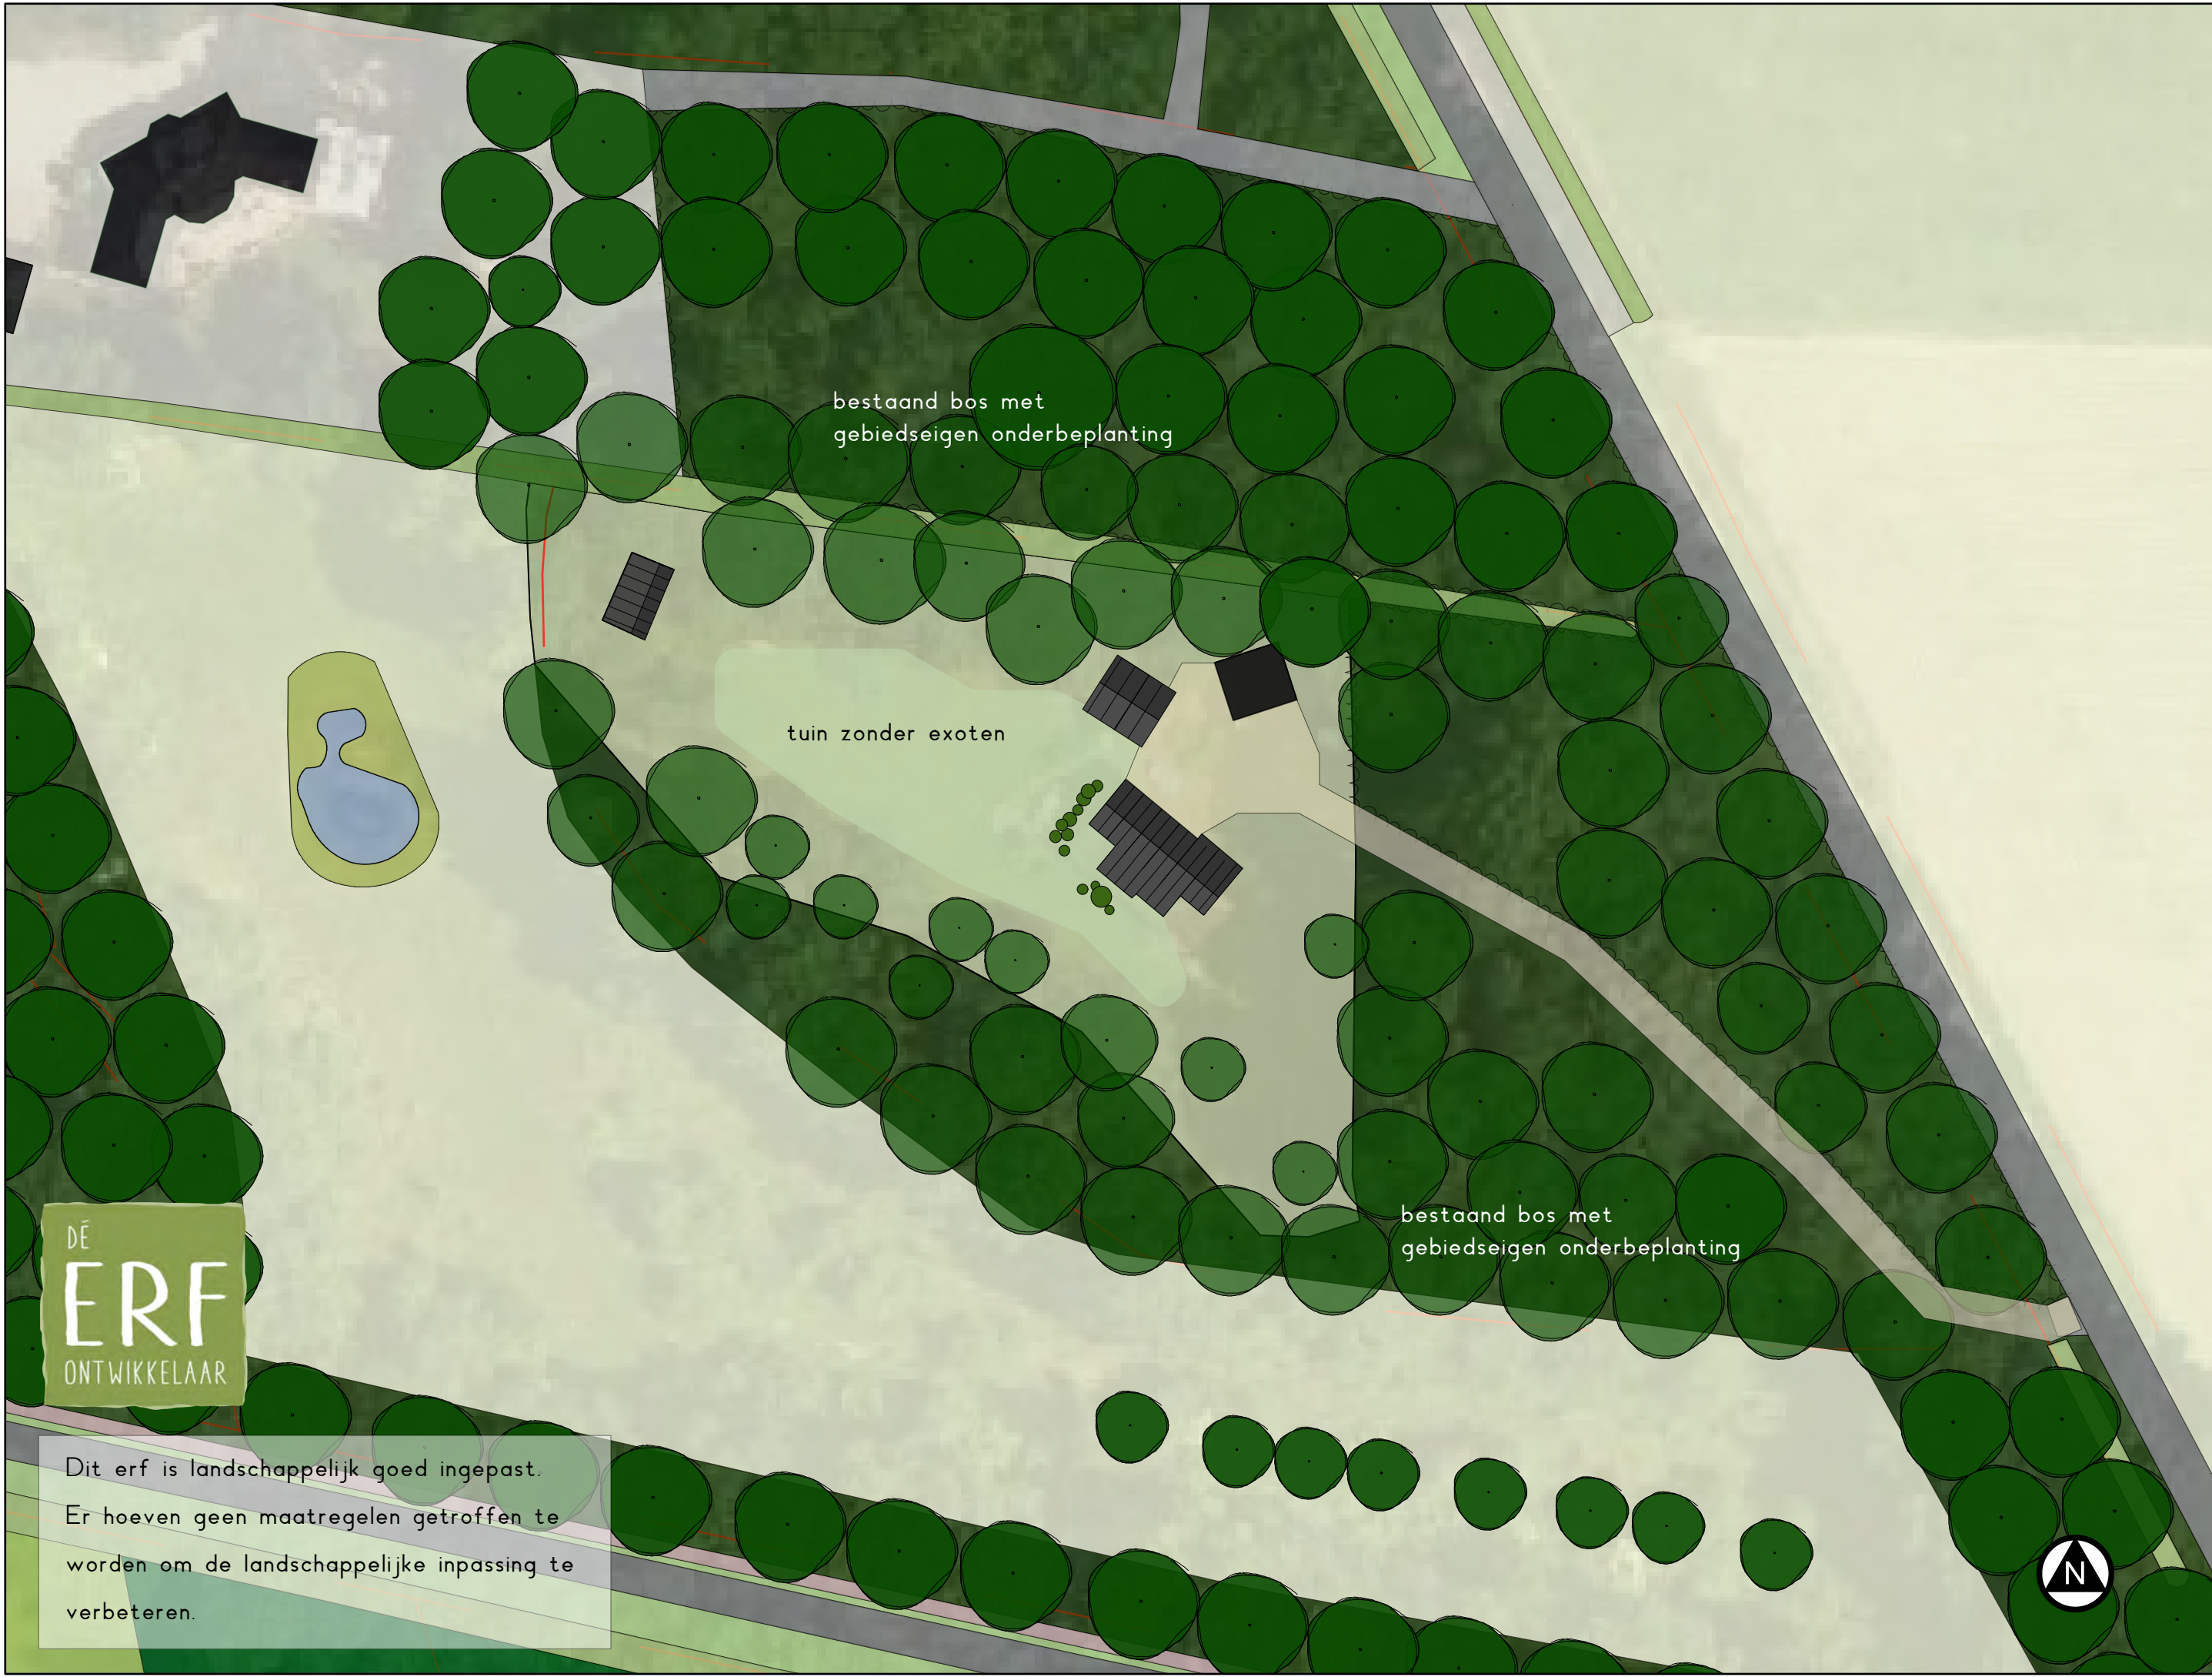 bestaand bos met
gebiedseigen onderbeplanting
tuin zonder exoten
bestaand bos met
gebiedseigen onderbeplanting
DÉ
ERF
ONTWIKKELAAR
Dit erf is landschappelijk goed ingepast.
Er hoeven geen maatregelen getroffen te
worden om de landschappelijke inpassing te
verbeteren.
N